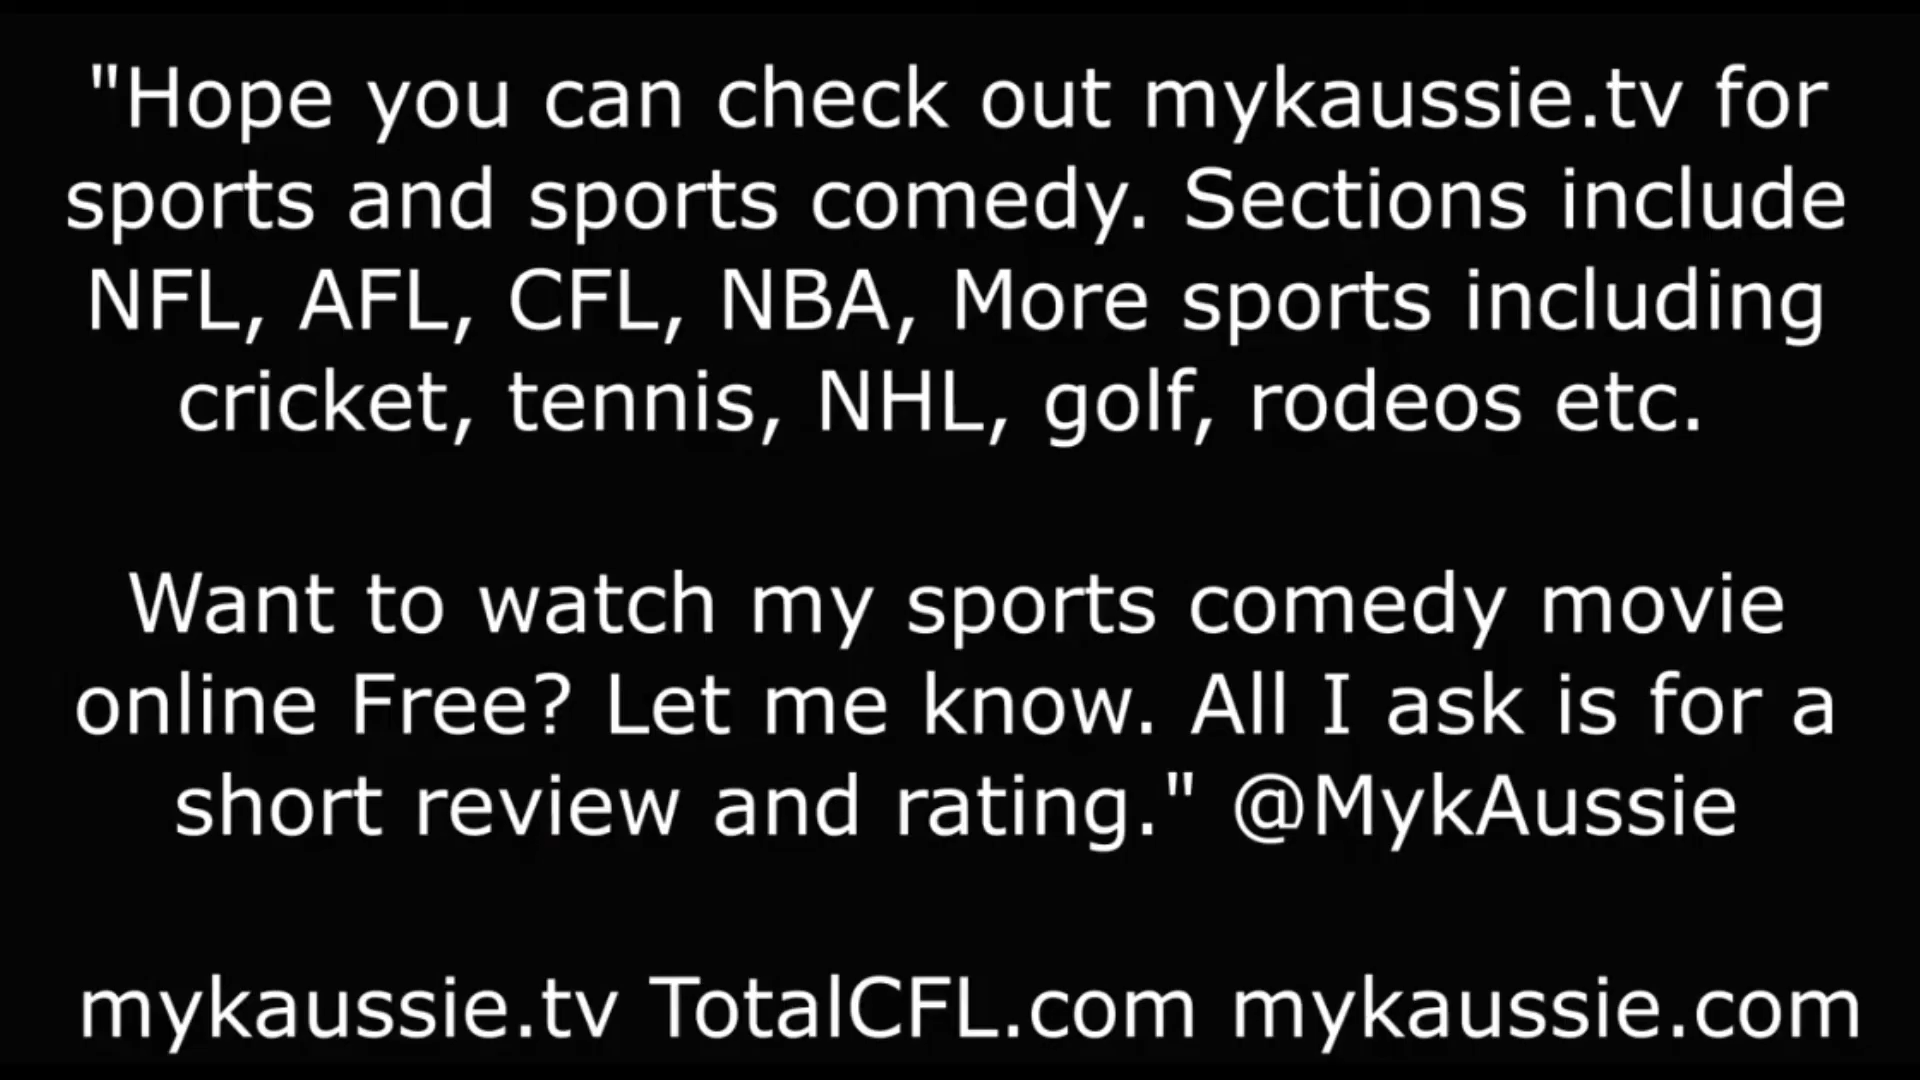 "Hope you can check out mykaussie.tv for
sports and sports comedy. Sections include
NFL, AFL, CFL, NBA, More sports including
cricket, tennis, NHL, golf, rodeos etc.
Want to watch my sports comedy movie
online Free? Let me know. All I ask is for a
short review and rating." @MykAussie
mykaussie.tv TotalCFL.com mykaussie.com